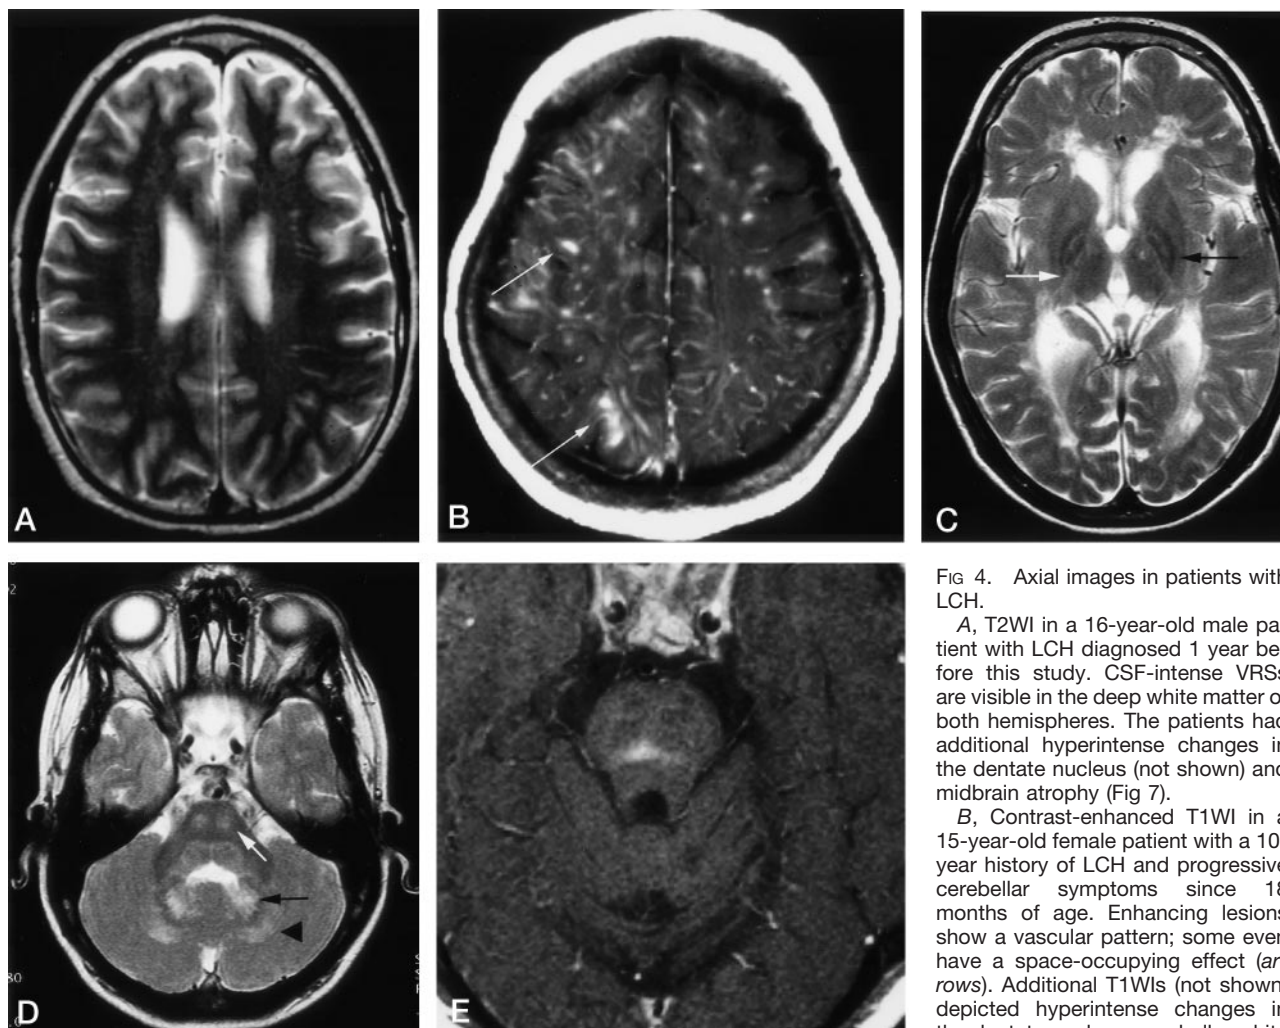 A
B
C
D
E
FIG 4. Axial images in patients with
LCH.
A, T2WI in a 16-year-old male pa
tient with LCH diagnosed 1 year be
fore this study. CSF-intense VRSs
are visible in the deep white matter o
both hemispheres. The patients had
additional hyperintense changes in
the dentate nucleus (not shown) and
midbrain atrophy (Fig 7).
B, Contrast-enhanced T1WI in a
15-year-old female patient with a 10
year history of LCH and progressive
cerebellar symptoms since 18
months of age. Enhancing lesions
show a vascular pattern; some even
have a space-occupying effect (ar
rows). Additional T1WIs (not shown
depicted hyperintense changes in